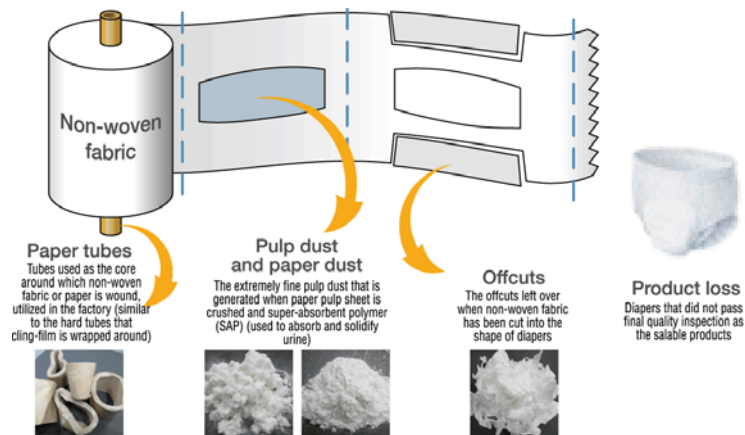 Non-woven
fabric
Paper tubes
Tubes used as the core
around which non-woven
fabric or paper is wound,
utilized in the factory (similar
to the hard tubes that
cling-film is wrapped around)
Pulp dust
and paper dust
The extremely fine pulp dust that is
generated when paper pulp sheet is
crushed and super-absorbent polymer
(SAP) (used to absorb and solidify
urine)
Offcuts
The offcuts left over
when non-woven fabric
has been cut into the
shape of diapers
Product loss
Diapers that did not pass
final quality inspection as
the salable products